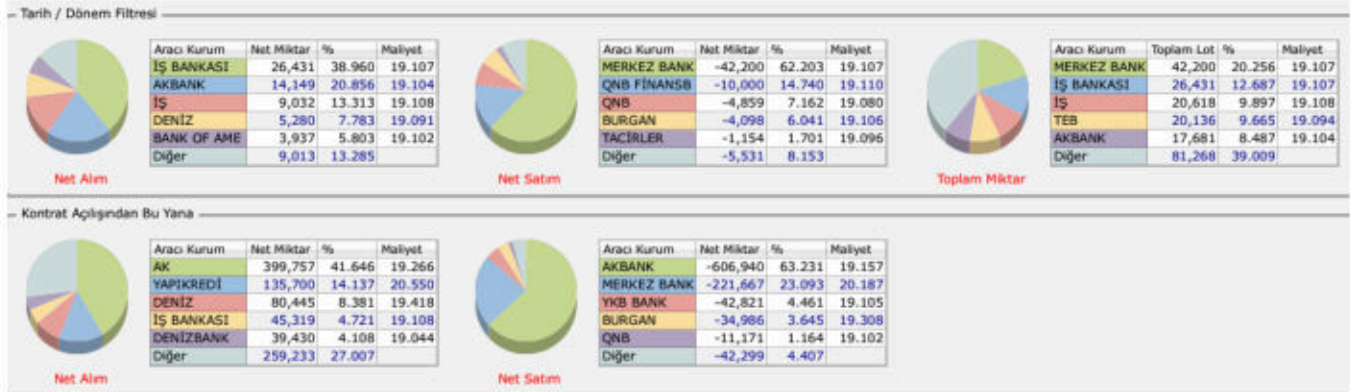 Tarih / Dönem Filtresi
Aracı Kurum Net Miktar % Maliyet
İŞ BANKASI 26,431 38.960 19.107
AKBANK 14,149 20.856 19.104
İŞ 9,032 13.313 19.108
DENİZ 5,280 7.783 19.091
BANK OF AME 3,937 5.803 19.102
Diğer 9,013 13.285
Net Alım
Aracı Kurum Net Miktar % Maliyet
MERKEZ BANK -42,200 62.203 19.107
QNB FİNANSB -10,000 14.740 19.110
QNB -4,859 7.162 19.080
BURGAN -4,098 6.041 19.106
TACİRLER -1,154 1.701 19.096
Diğer -5,531 8.153
Net Satım
Aracı Kurum Toplam Lot % Maliyet
MERKEZ BANK 42,200 20.256 19.107
İŞ BANKASI 26,431 12.687 19.107
İŞ 20,618 9.897 19.108
TEB 20,136 9.665 19.094
AKBANK 17,681 8.487 19.104
Diğer 81,268 39.009
Toplam Miktar
Kontrat Açılışından Bu Yana
Aracı Kurum Net Miktar % Maliyet
AK 399,757 41.646 19.266
YAPIKREDİ 135,700 14.137 20.550
DENİZ 80,445 8.381 19.418
İŞ BANKASI 45,319 4.721 19.108
DENİZBANK 39,430 4.108 19.044
Diğer 259,233 27.007
Net Alım
Aracı Kurum Net Miktar % Maliyet
AKBANK -606,940 63.231 19.157
MERKEZ BANK -221,667 23.093 20.187
YKB BANK -42,821 4.461 19.105
BURGAN -34,986 3.645 19.308
QNB -11,171 1.164 19.102
Diğer -42,299 4.407
Net Satım